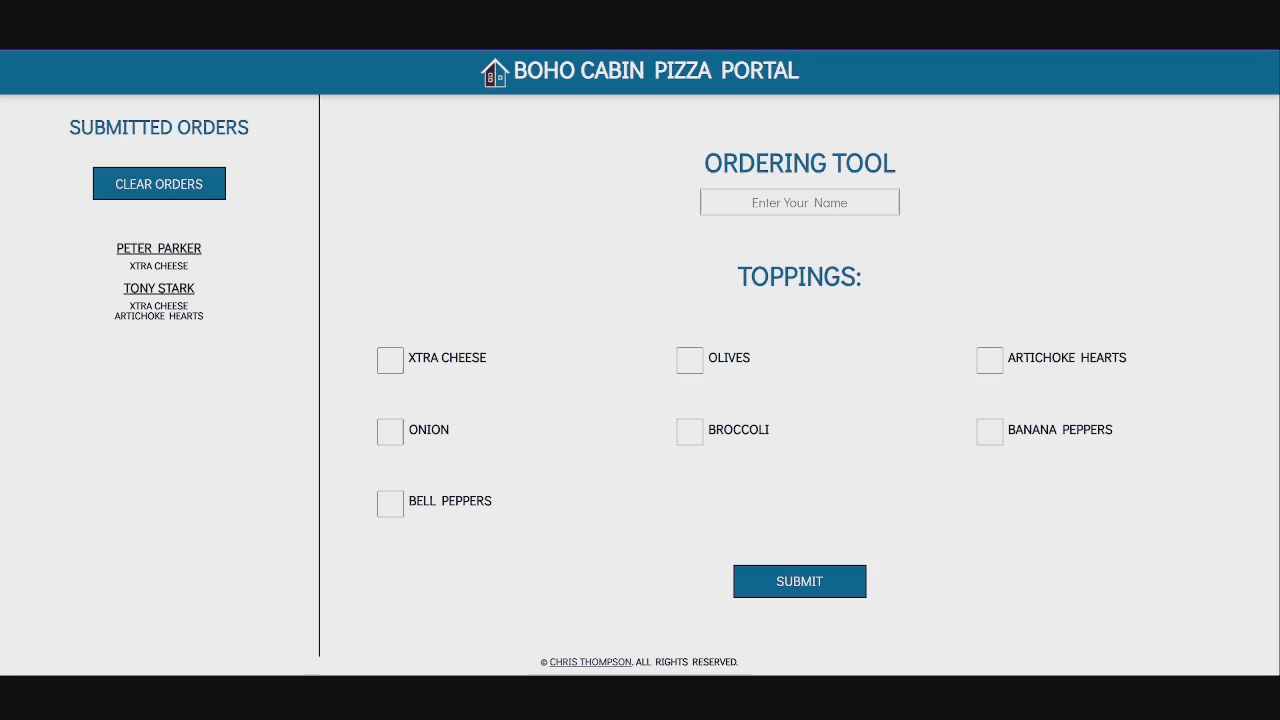 BOHO CABIN PIZZA PORTAL
SUBMITTED ORDERS
CLEAR ORDERS
PETER PARKER
XTRA CHEESE
TONY STARK
XTRA CHEESE
ARTICHOKE HEARTS
ORDERING TOOL
Enter Your Name
TOPPINGS:
XTRA CHEESE
OLIVES
ARTICHOKE HEARTS
ONION
BROCCOLI
BANANA PEPPERS
BELL PEPPERS
SUBMIT
© CHRIS THOMPSON. ALL RIGHTS RESERVED.